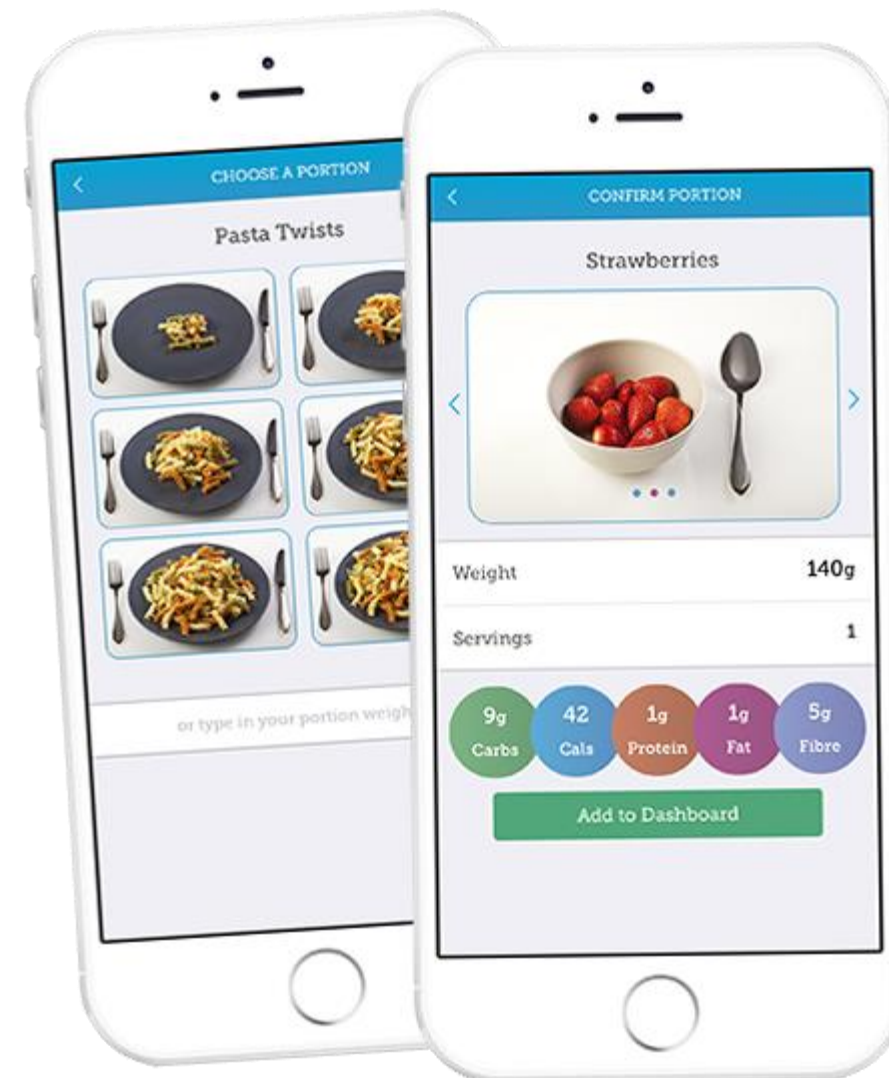 CHOOSE A PORTION
Pasta Twists
or type in your portion weigh
CONFIRM PORTION
Strawberries
Weight 140g
Servings 1
9g 42 1g 1g 5g
Carbs Cals Protein Fat Fibre
Add to Dashboard